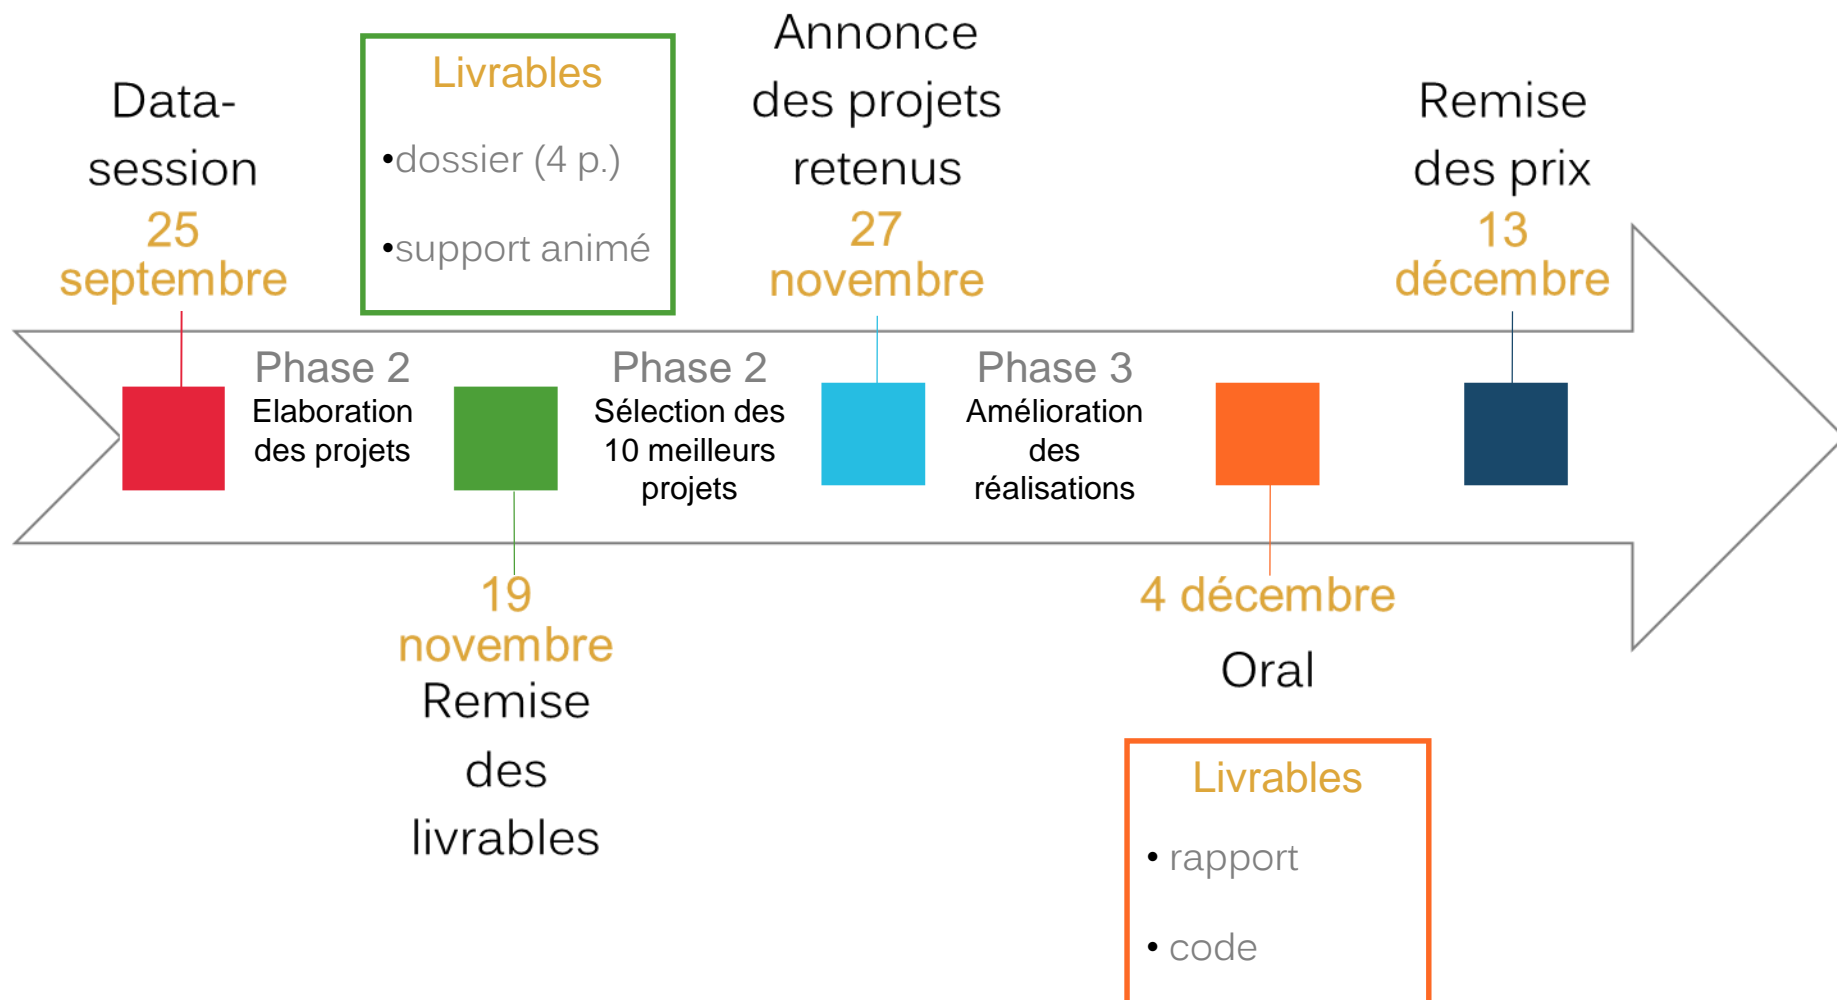 Data-
session
25
septembre
Livrables
•dossier (4 p.)
•support animé
Annonce
des projets
retenus
27
novembre
Remise
des prix
13
décembre
Phase 2
Elaboration
des projets
Phase 2
Sélection des
10 meilleurs
projets
Phase 3
Amélioration
des
réalisations
19
novembre
Remise
des
livrables
4 décembre
Oral
Livrables
• rapport
• code